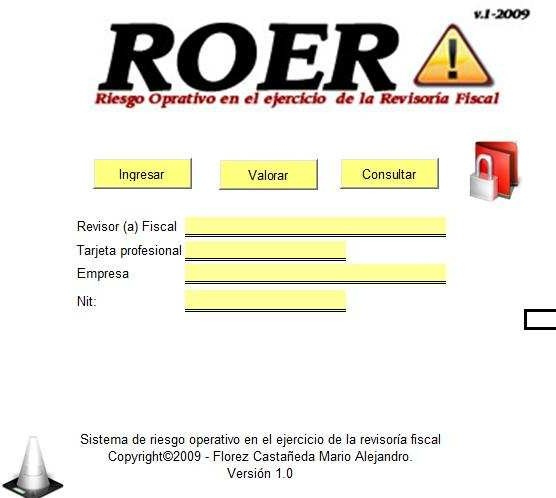 v.1-2009
ROER
Riesgo Oprativo en el ejercicio de la Revisoría Fiscal
Ingresar Valorar Consultar
Revisor (a) Fiscal
Tarjeta profesional
Empresa
Nit:
Sistema de riesgo operativo en el ejercicio de la revisoría fiscal
Copyright©2009 - Florez Castañeda Mario Alejandro.
Versión 1.0